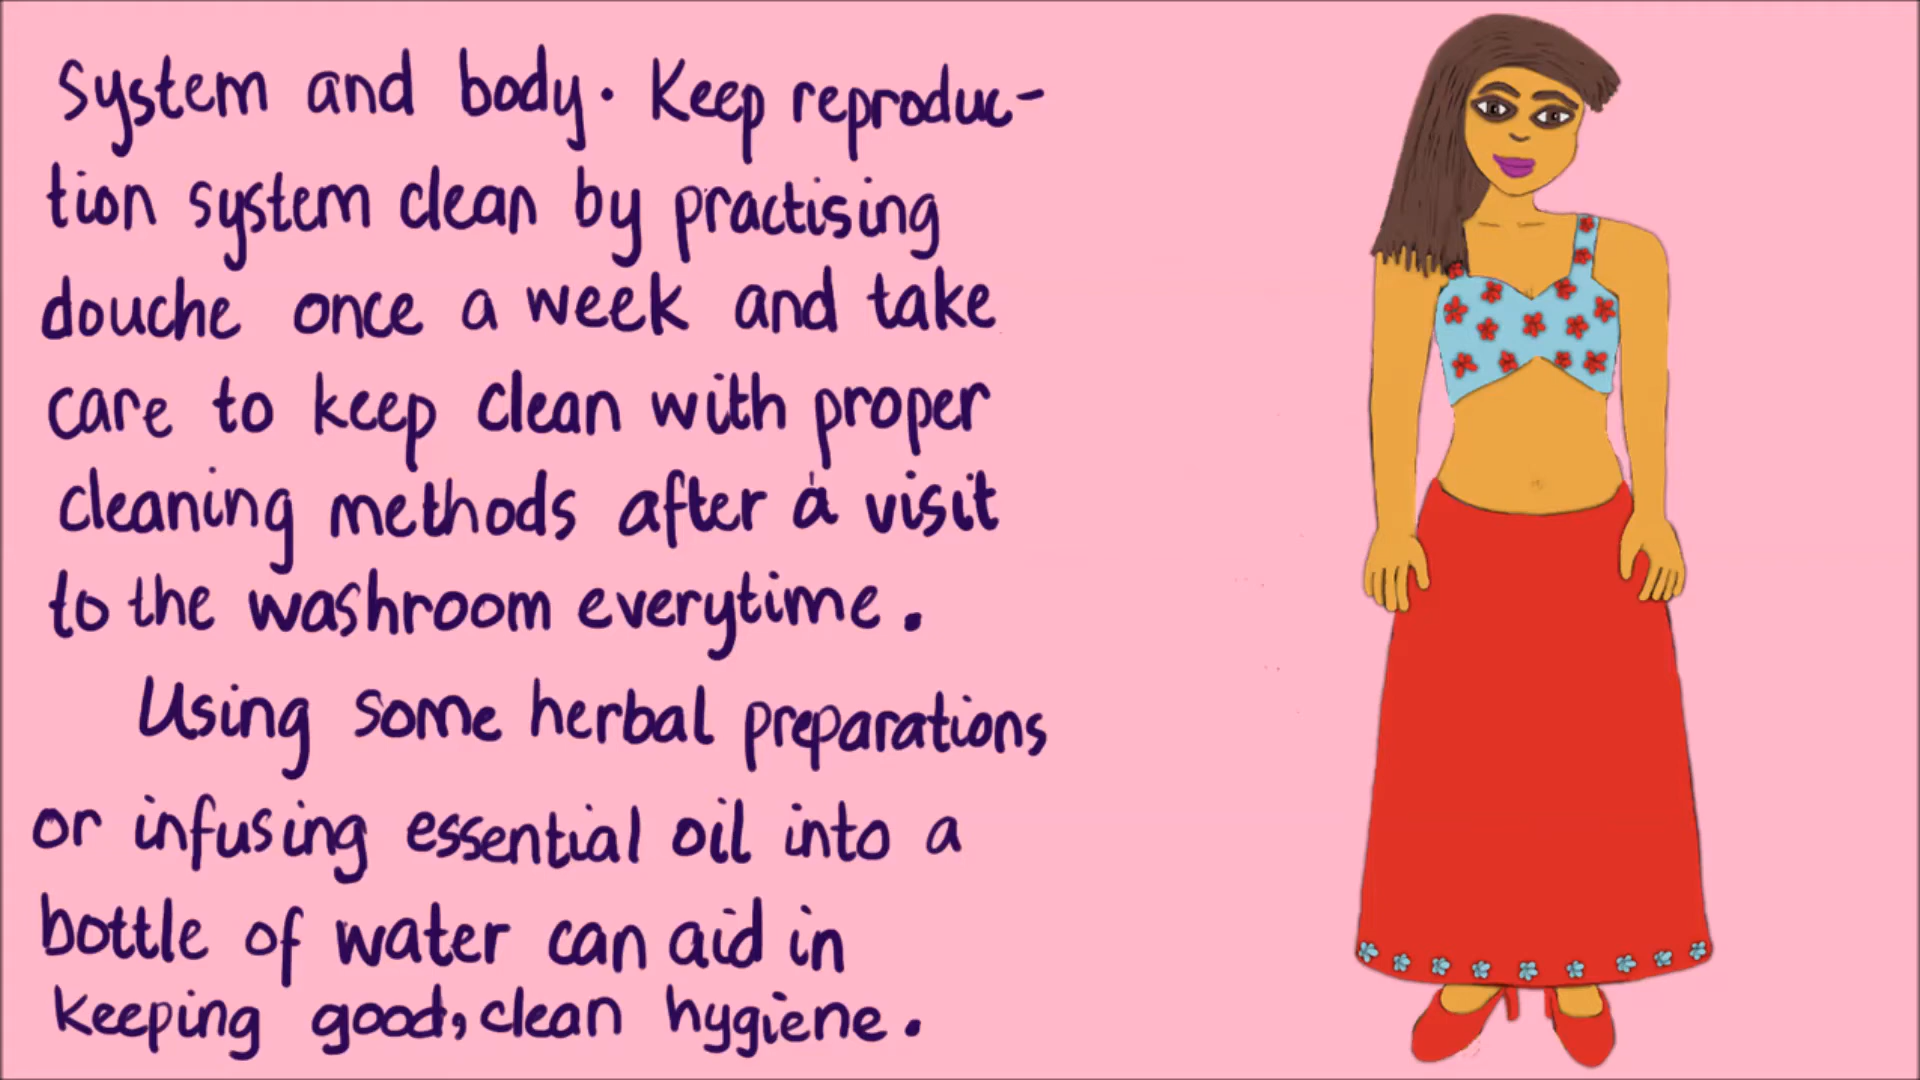 System and body. Keep reproduc-
tion system clean by practising
douche once a week and take
care to keep clean with proper
cleaning methods after a visit
to the washroom everytime.
Using some herbal preparations
or infusing essential oil into a
bottle of water can aid in
keeping good, clean hygiene.